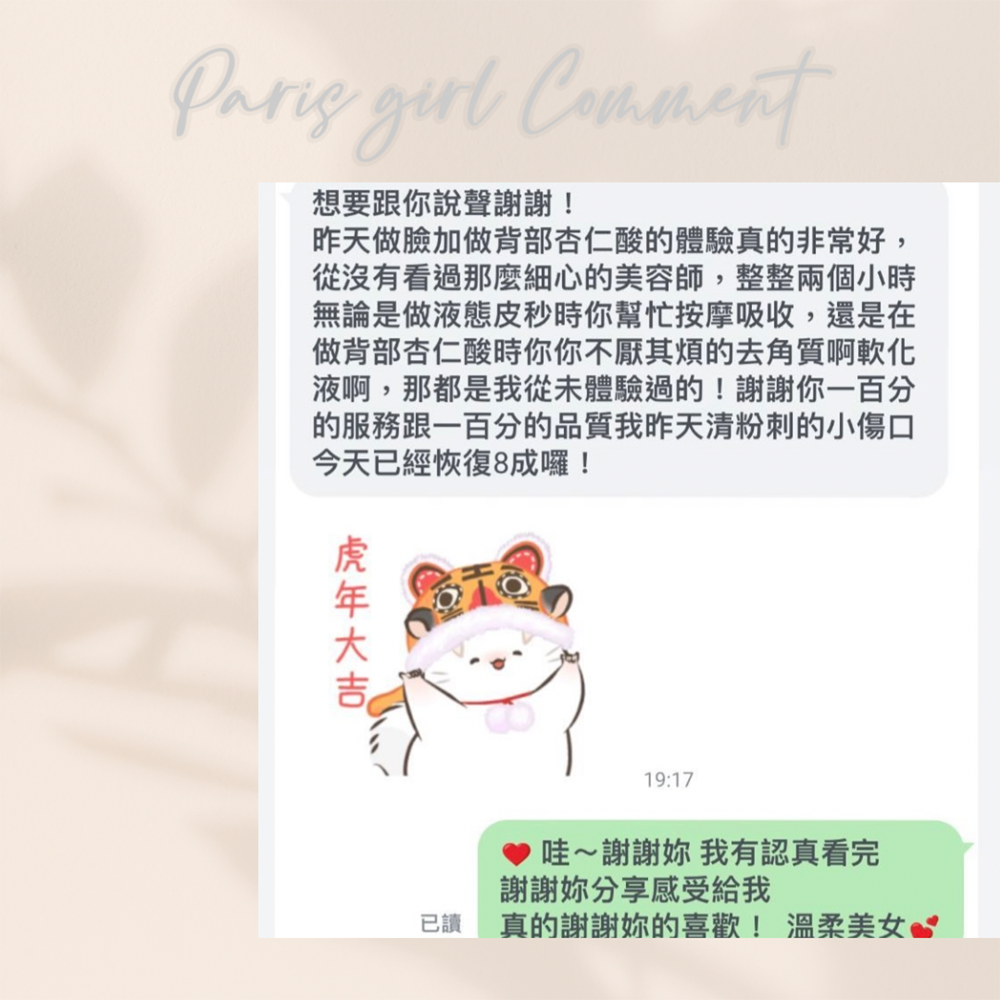 Paris girl Comment
想要跟你說聲謝謝！
昨天做臉加做背部杏仁酸的體驗真的非常好，
從沒有看過那麼細心的美容師，整整兩個小時
無論是做液態皮秒時你幫忙按摩吸收，還是在
做背部杏仁酸時你你不厭其煩的去角質啊軟化
液啊，那都是我從未體驗過的！謝謝你一百分
的服務跟一百分的品質我昨天清粉刺的小傷口
今天已經恢復8成囉！
虎年大吉
19:17
❤️ 哇～謝謝妳 我有認真看完
謝謝妳分享感受給我
真的謝謝妳的喜歡！ 溫柔美女💕
已讀